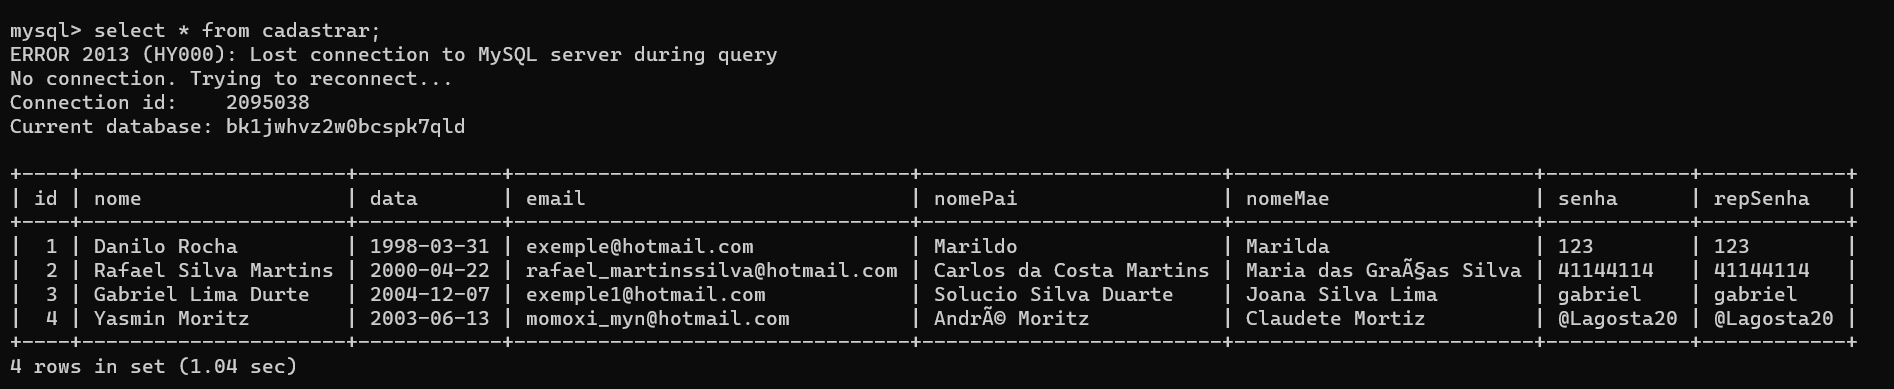 mysql> select * from cadastrar;
ERROR 2013 (HY000): Lost connection to MySQL server during query
No connection. Trying to reconnect...
Connection id:    2095038
Current database: bk1jwhvz2w0bcspk7qld
+----+----------------------+------------+---------------------------------+-------------------------+-------------------------+------------+-----------+
| id | nome                 | data       | email                           | nomePai                 | nomeMae                 | senha      | repSenha   |
+----+----------------------+------------+---------------------------------+-------------------------+-------------------------+------------+------------+
|  1 | Danilo Rocha         | 1998-03-31 | exemple@hotmail.com             | Marildo                 | Marilda                 | 123        | 123        |
|  2 | Rafael Silva Martins | 2000-04-22 | rafael_martinssilva@hotmail.com | Carlos da Costa Martins | Maria das GraÃ§as Silva | 41144114   | 41144114   |
|  3 | Gabriel Lima Durte   | 2004-12-07 | exemple1@hotmail.com            | Solucio Silva Duarte    | Joana Silva Lima        | gabriel    | gabriel    |
|  4 | Yasmin Moritz        | 2003-06-13 | momoxi_myn@hotmail.com          | AndrÃ© Moritz           | Claudete Mortiz         | @Lagosta20 | @Lagosta20 |
+----+----------------------+------------+---------------------------------+-------------------------+-------------------------+------------+------------+
4 rows in set (1.04 sec)